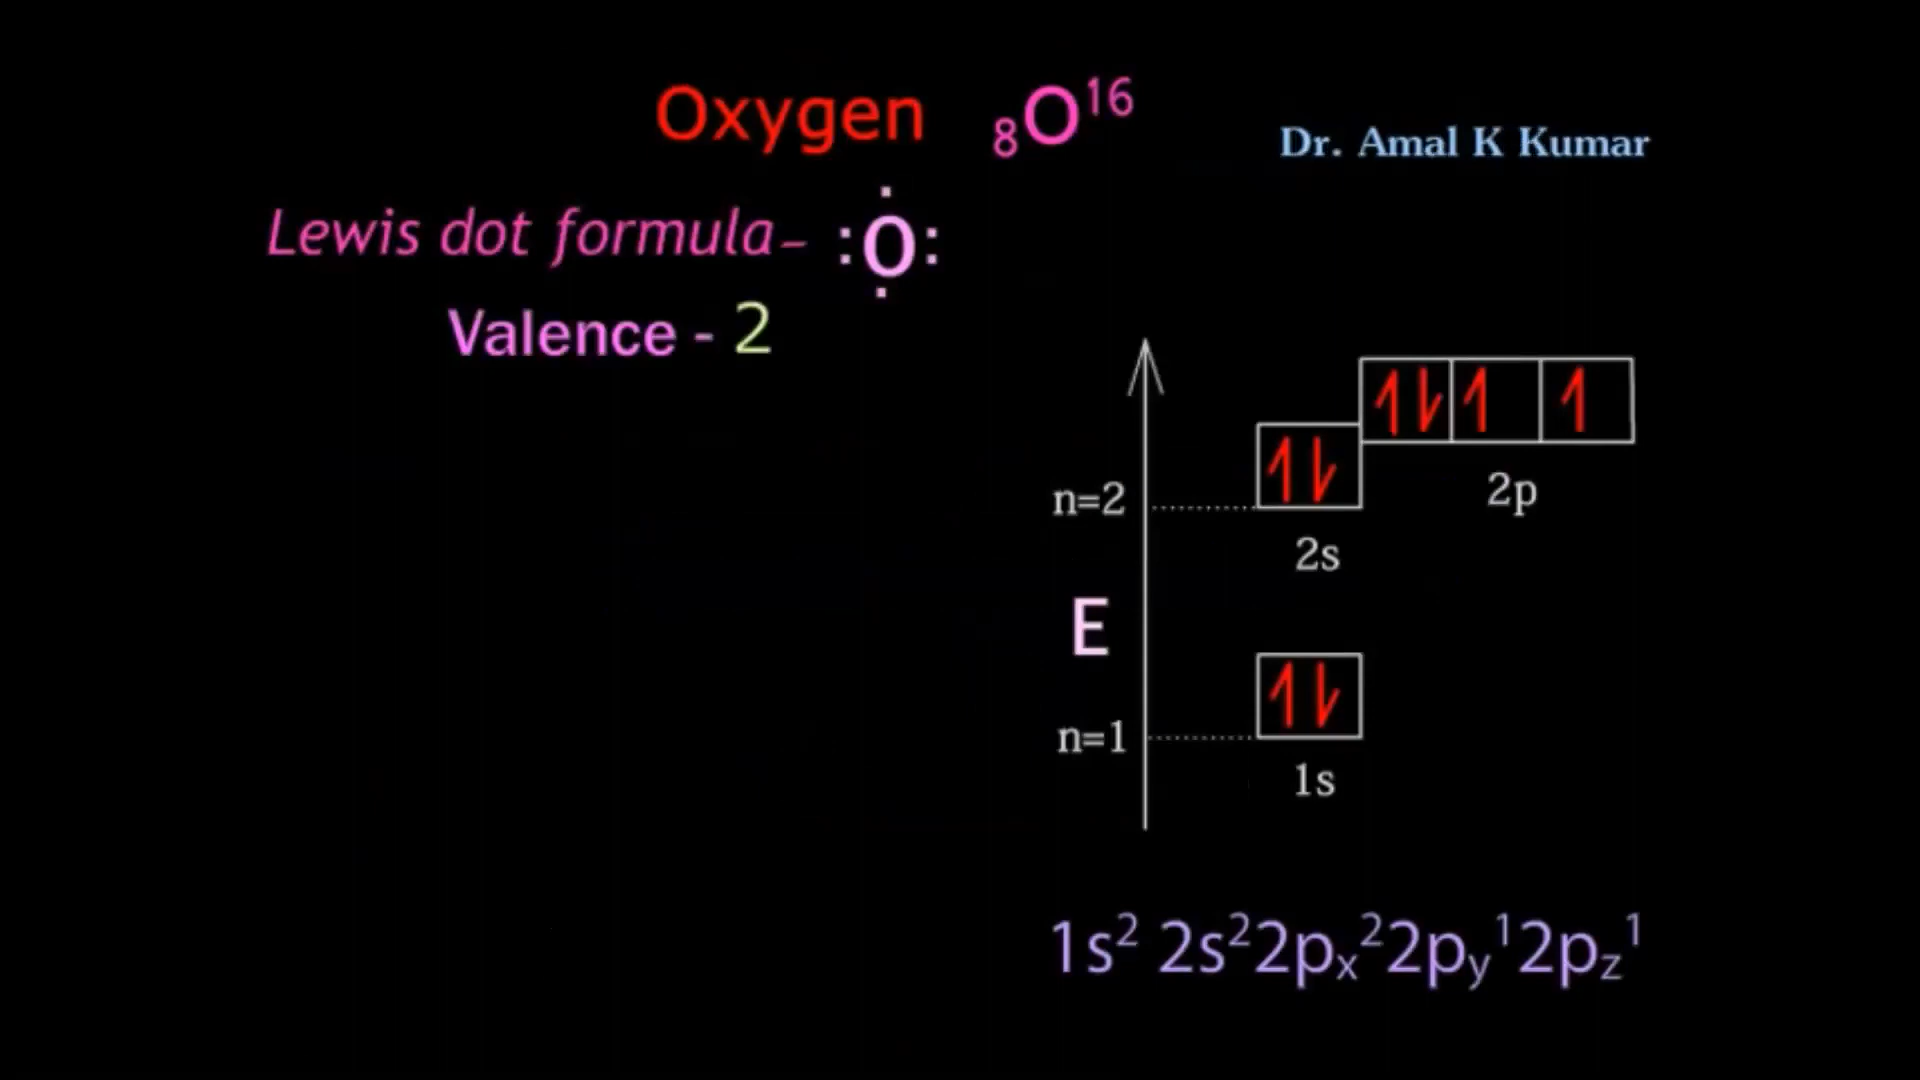 Oxygen ₈O¹⁶
Dr. Amal K Kumar
Lewis dot formula- :O:
Valence - 2
2p
n=2
2s
E
n=1
1s
1s² 2s²2pₓ²2pᵧ¹2p_z¹